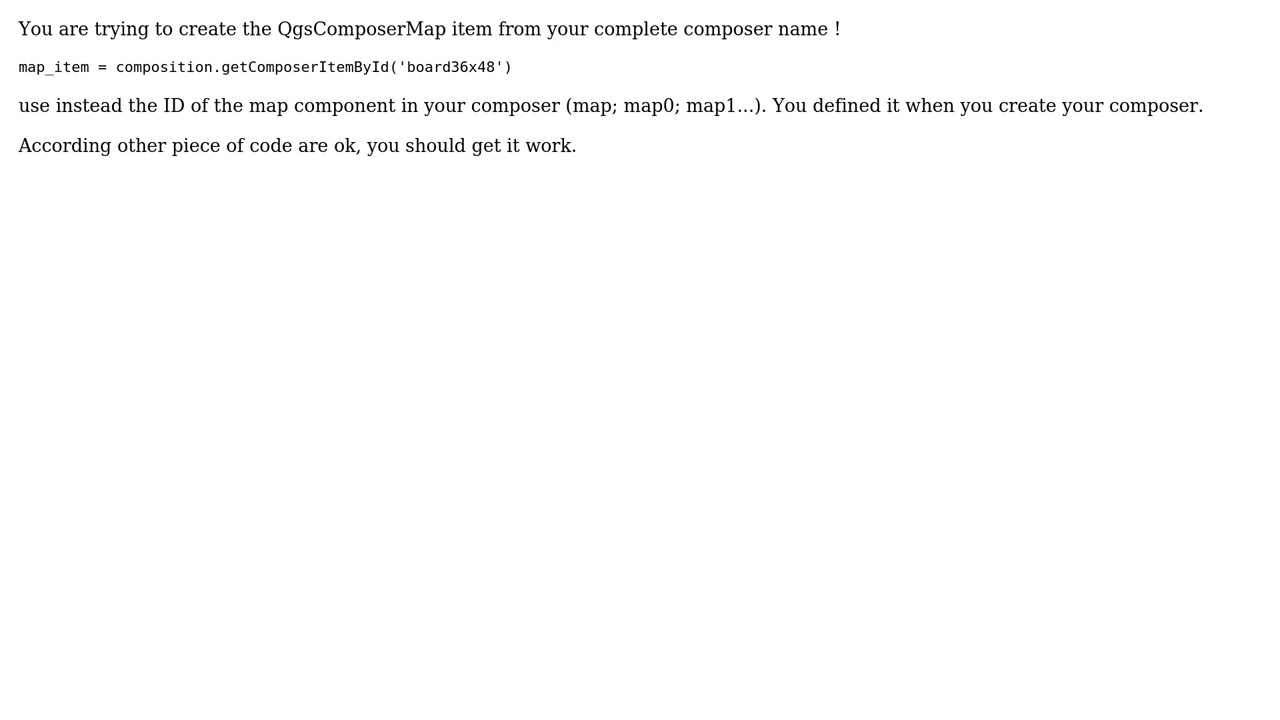 You are trying to create the QgsComposerMap item from your complete composer name !
map_item = composition.getComposerItemById('board36x48')
use instead the ID of the map component in your composer (map; map0; map1...). You defined it when you create your composer.
According other piece of code are ok, you should get it work.